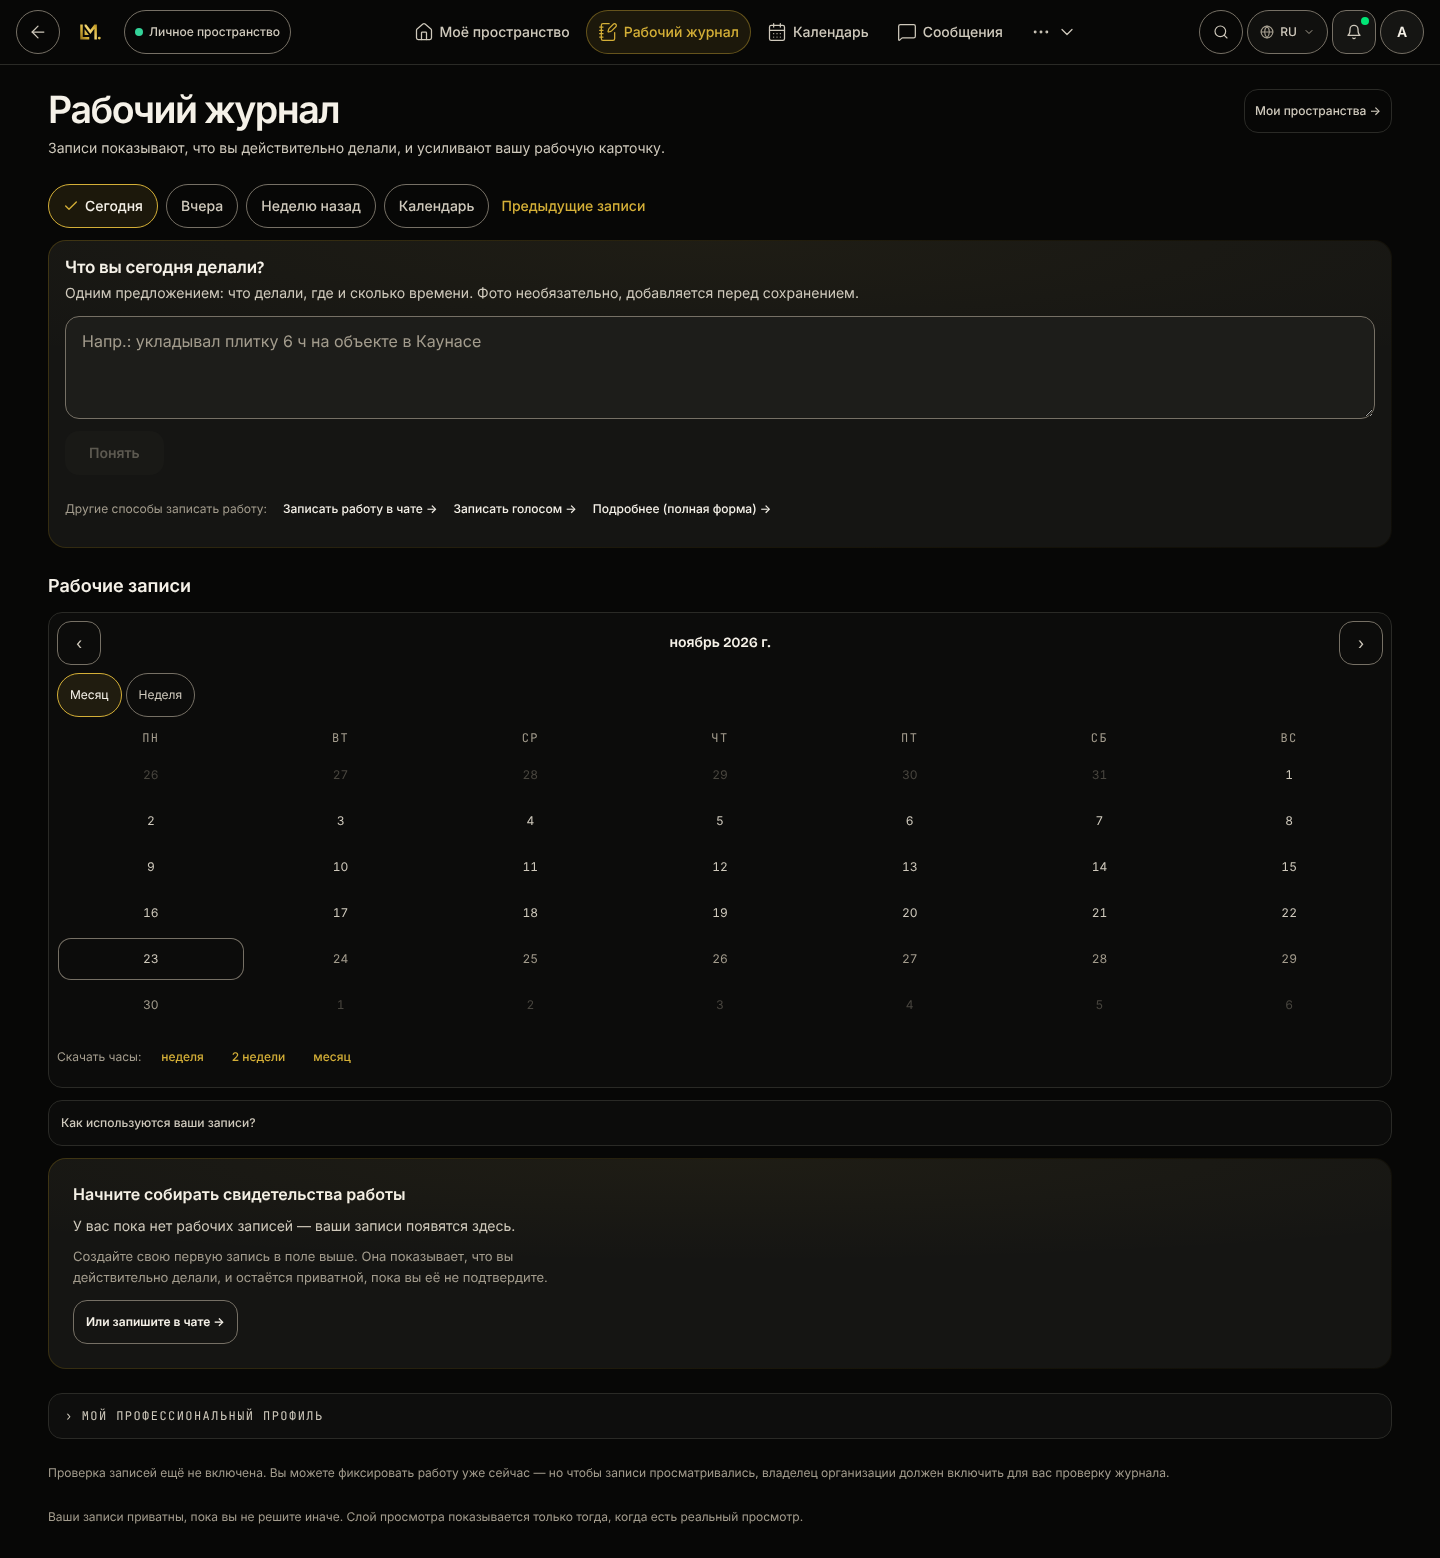 LM.
Личное пространство
Моё пространство
Рабочий журнал
Календарь
Сообщения
RU
A
Рабочий журнал
Мои пространства →
Записи показывают, что вы действительно делали, и усиливают вашу рабочую карточку.
Сегодня
Вчера
Неделю назад
Календарь
Предыдущие записи
Что вы сегодня делали?
Одним предложением: что делали, где и сколько времени. Фото необязательно, добавляется перед сохранением.
Напр.: укладывал плитку 6 ч на объекте в Каунасе
Понять
Другие способы записать работу: Записать работу в чате → Записать голосом → Подробнее (полная форма) →
Рабочие записи
‹ ноябрь 2026 г. ›
Месяц Неделя
ПН ВТ СР ЧТ ПТ СБ ВС
26 27 28 29 30 31 1
2 3 4 5 6 7 8
9 10 11 12 13 14 15
16 17 18 19 20 21 22
23 24 25 26 27 28 29
30 1 2 3 4 5 6
Скачать часы: неделя 2 недели месяц
Как используются ваши записи?
Начните собирать свидетельства работы
У вас пока нет рабочих записей — ваши записи появятся здесь.
Создайте свою первую запись в поле выше. Она показывает, что вы
действительно делали, и остаётся приватной, пока вы её не подтвердите.
Или запишите в чате →
› МОЙ ПРОФЕССИОНАЛЬНЫЙ ПРОФИЛЬ
Проверка записей ещё не включена. Вы можете фиксировать работу уже сейчас — но чтобы записи просматривались, владелец организации должен включить для вас проверку журнала.
Ваши записи приватны, пока вы не решите иначе. Слой просмотра показывается только тогда, когда есть реальный просмотр.